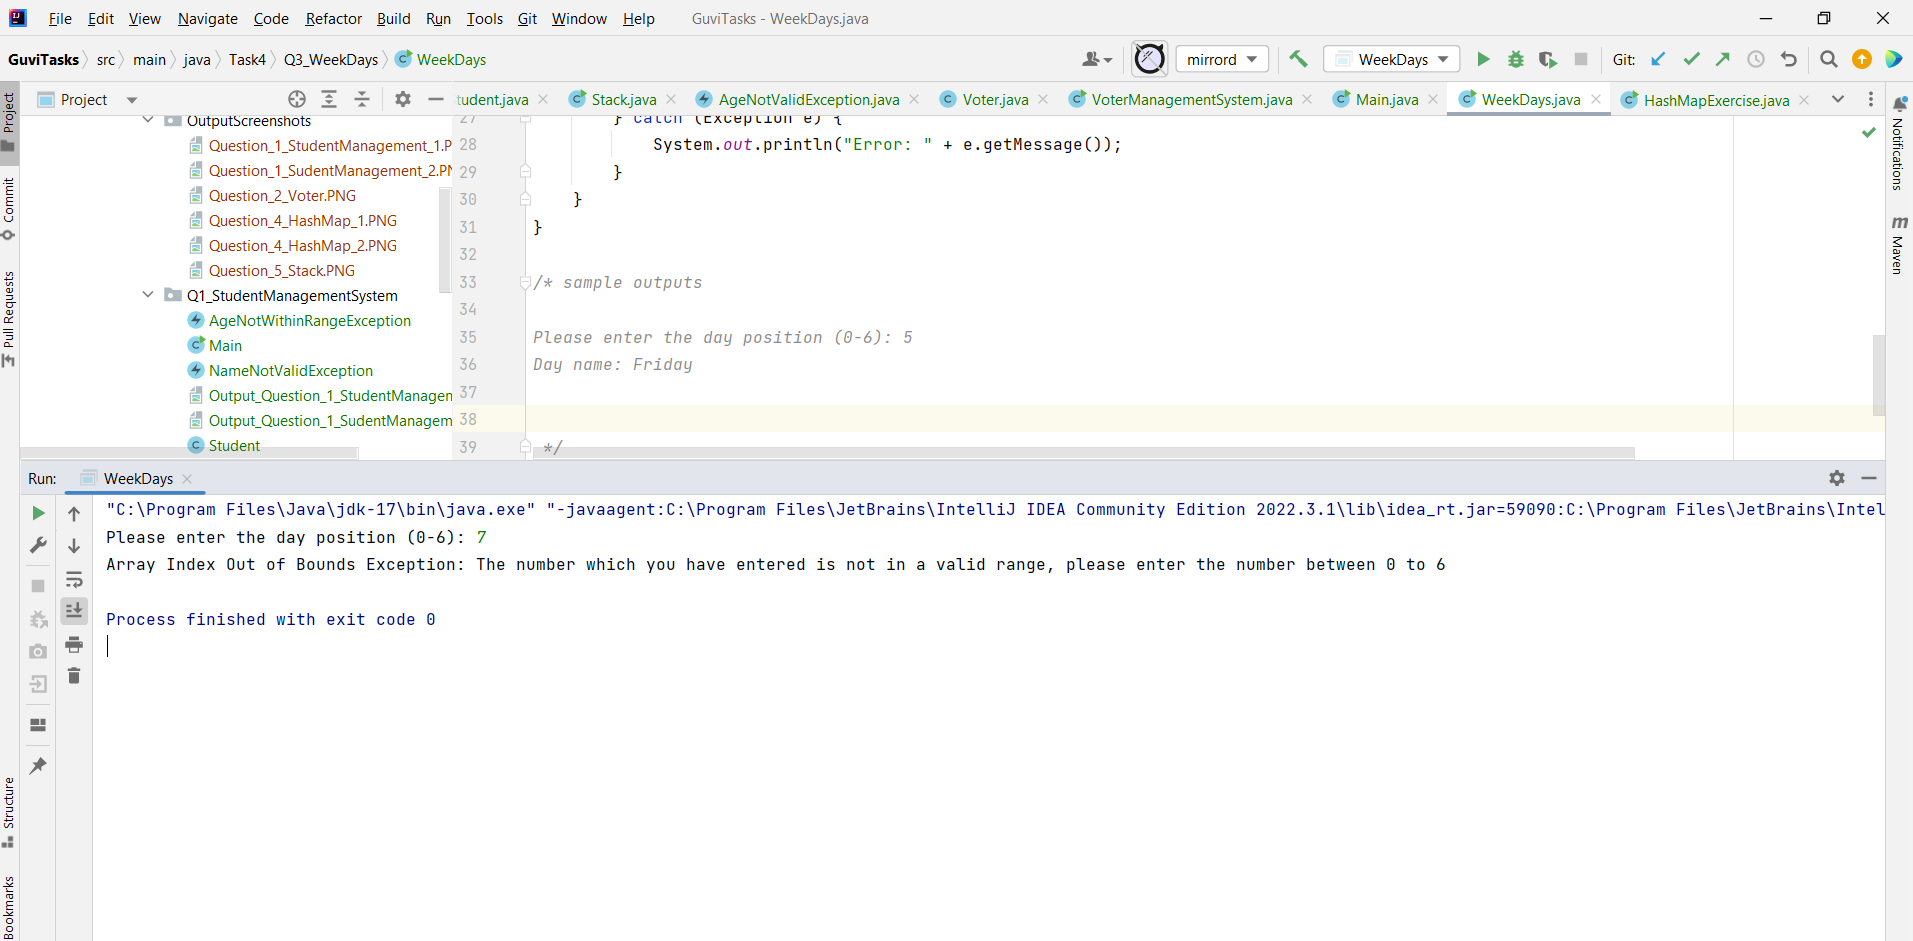 File Edit View Navigate Code Refactor Build Run Tools Git Window Help GuviTasks - WeekDays.java
GuviTasks src main java Task4 Q3_WeekDays WeekDays mirrord WeekDays Git:
Project tudent.java Stack.java AgeNotValidException.java Voter.java VoterManagementSystem.java Main.java WeekDays.java HashMapExercise.java
Project
Commit
Pull Requests
Structure
Bookmarks
Notifications
m
Maven
OutputScreenshots
Question_1_StudentManagement_1.P
Question_1_SudentManagement_2.PN
Question_2_Voter.PNG
Question_4_HashMap_1.PNG
Question_4_HashMap_2.PNG
Question_5_Stack.PNG
Q1_StudentManagementSystem
AgeNotWithinRangeException
Main
NameNotValidException
Output_Question_1_StudentManagen
Output_Question_1_SudentManagem
Student
27 } catch (Exception e) {
28 System.out.println("Error: " + e.getMessage());
29 }
30 }
31 }
32
33 /* sample outputs
34
35 Please enter the day position (0-6): 5
36 Day name: Friday
37
38
39 */
Run: WeekDays
"C:\Program Files\Java\jdk-17\bin\java.exe" "-javaagent:C:\Program Files\JetBrains\IntelliJ IDEA Community Edition 2022.3.1\lib\idea_rt.jar=59090:C:\Program Files\JetBrains\Intel
Please enter the day position (0-6): 7
Array Index Out of Bounds Exception: The number which you have entered is not in a valid range, please enter the number between 0 to 6
Process finished with exit code 0